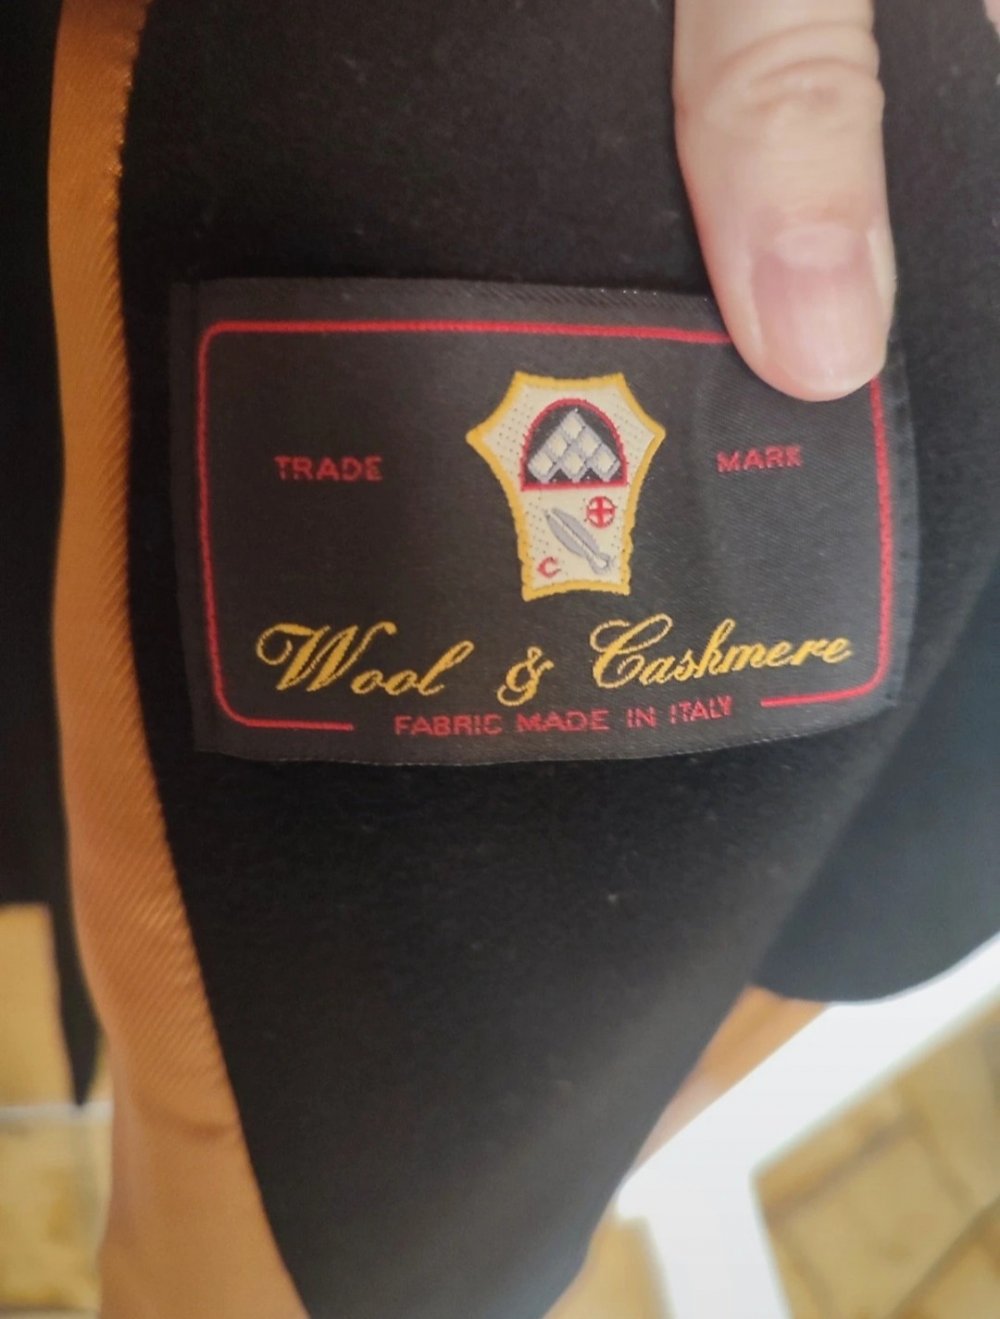 TRADE MARK
C
Wool & Cashmere
FABRIC MADE IN ITALY